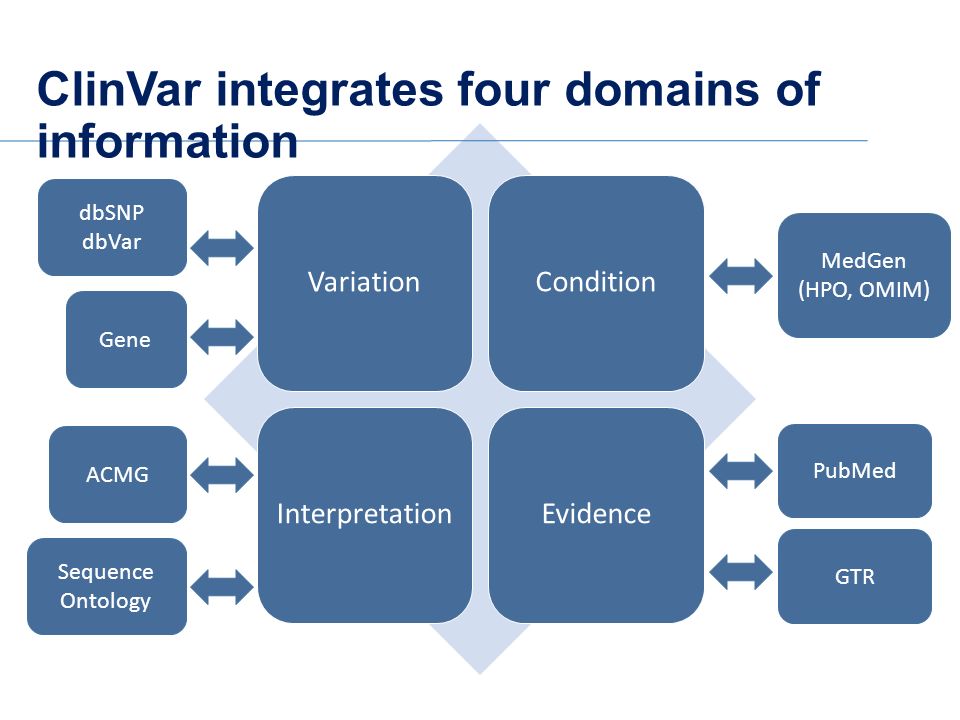 ClinVar integrates four domains of
information
dbSNP
dbVar
Gene
Variation
Condition
MedGen
(HPO, OMIM)
ACMG
Sequence
Ontology
Interpretation
Evidence
PubMed
GTR